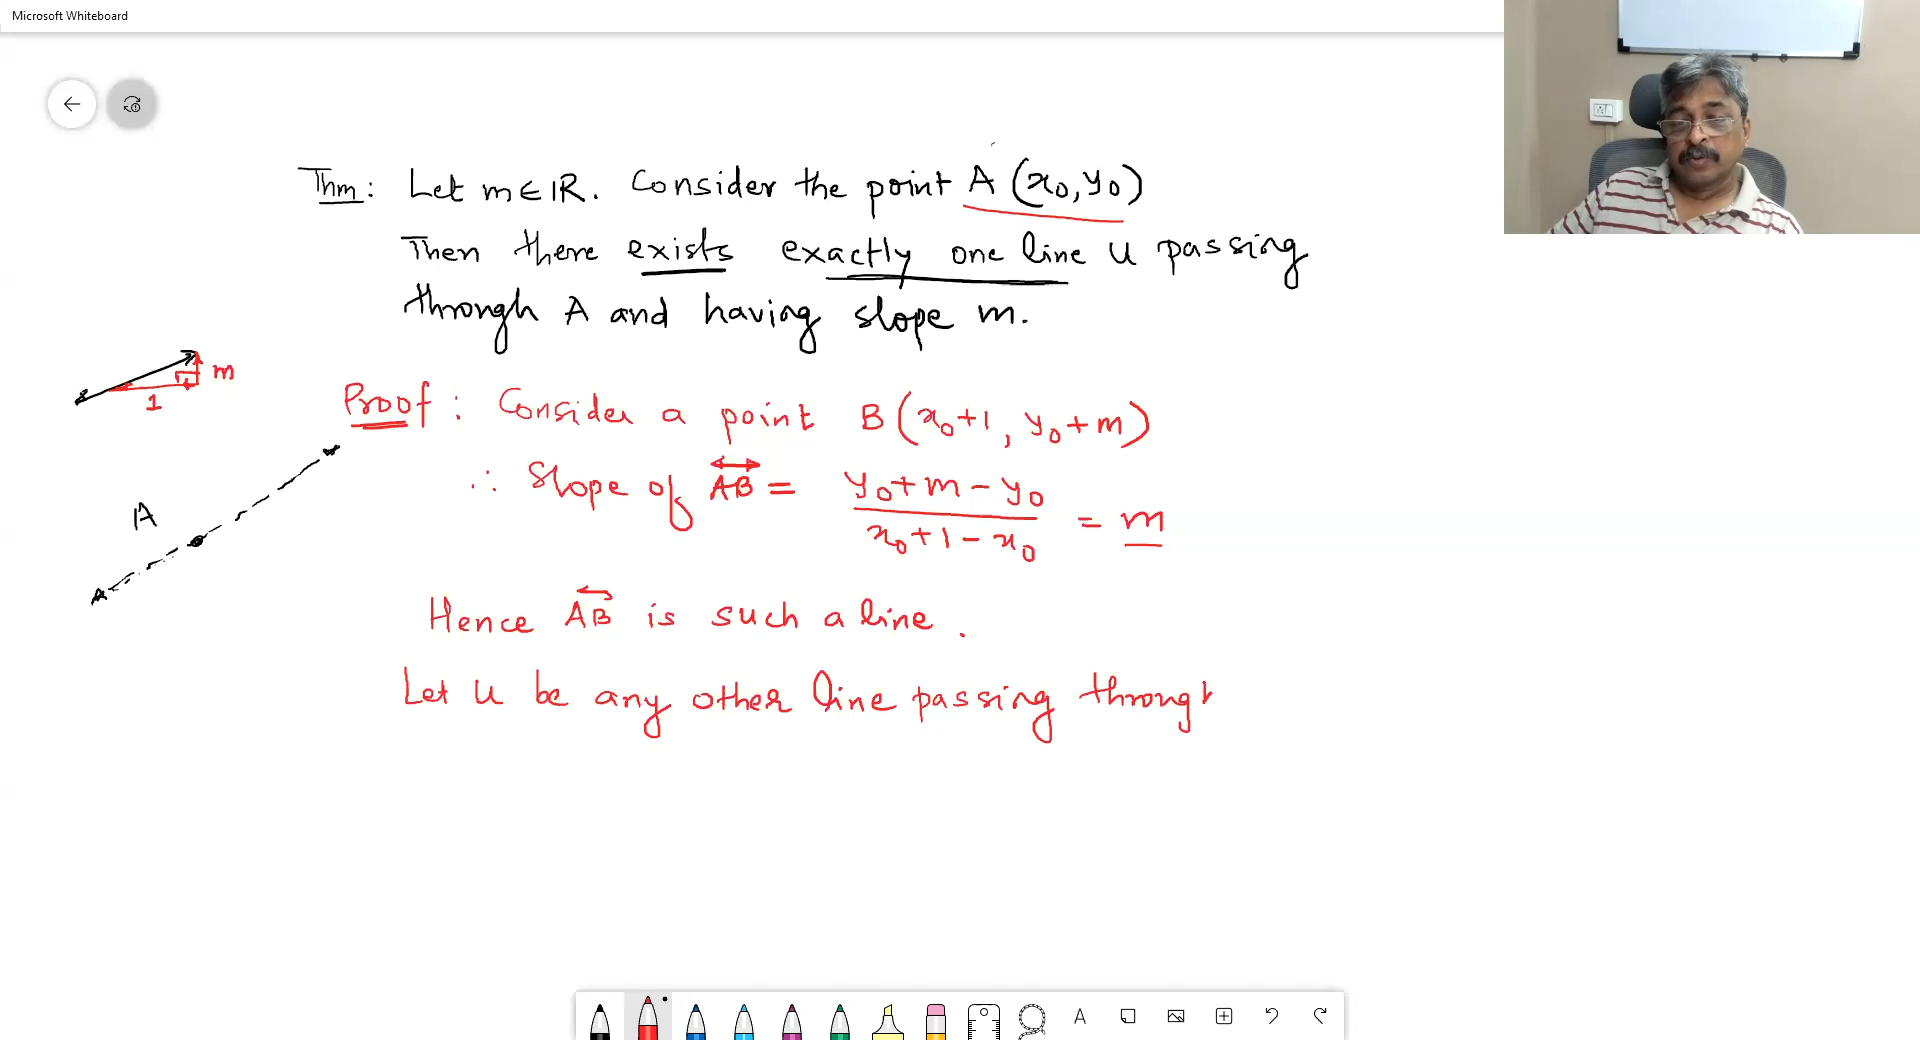 Microsoft Whiteboard
Thm: Let m ∈ ℝ. Consider the point A (x₀, y₀)
Then there exists exactly one line u passing
through A and having slope m.
m
1
Proof: Consider a point B(x₀+1, y₀+m)
∴ Slope of AB = (y₀+m-y₀)/(x₀+1-x₀) = m
A
Hence AB is such a line.
Let u be any other line passing throug
A